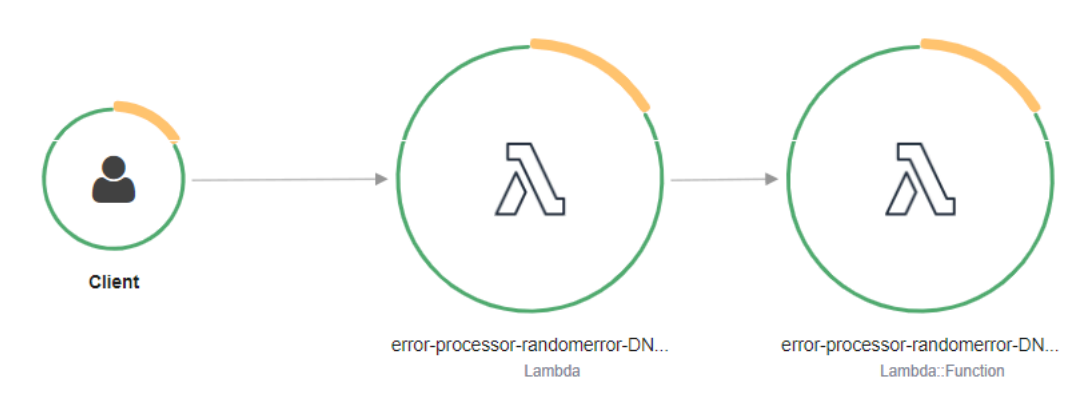 Client
error-processor-randomerror-DN...
Lambda
error-processor-randomerror-DN...
Lambda::Function